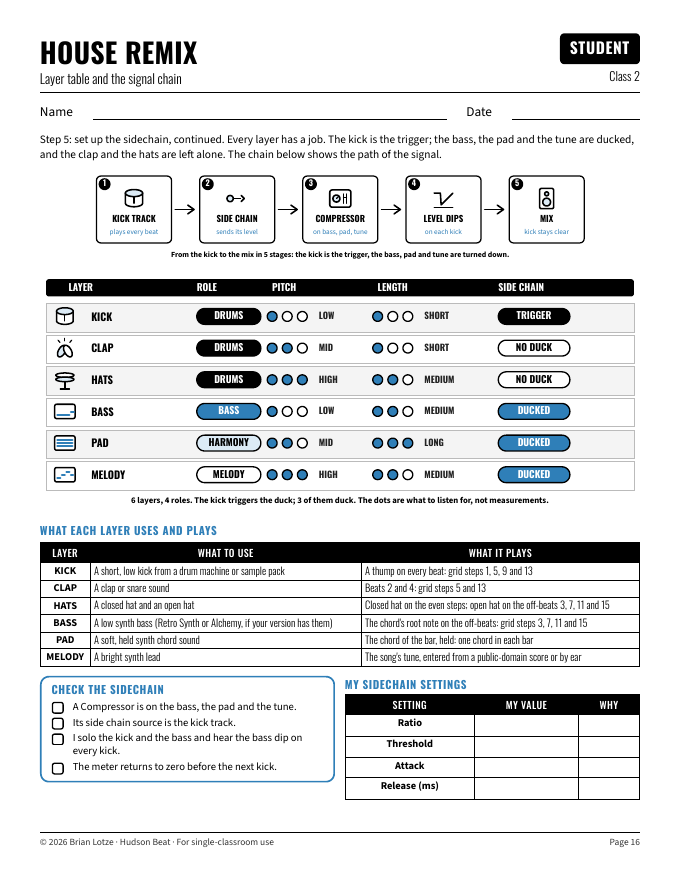 HOUSE REMIX
STUDENT
Layer table and the signal chain
Class 2
Name
Date
Step 5: set up the sidechain, continued. Every layer has a job. The kick is the trigger; the bass, the pad and the tune are ducked,
and the clap and the hats are left alone. The chain below shows the path of the signal.
1 2 3 4 5
KICK TRACK SIDE CHAIN COMPRESSOR LEVEL DIPS MIX
plays every beat sends its level on bass, pad, tune on each kick kick stays clear
From the kick to the mix in 5 stages: the kick is the trigger, the bass, pad and tune are turned down.
LAYER ROLE PITCH LENGTH SIDE CHAIN
KICK DRUMS LOW SHORT TRIGGER
CLAP DRUMS MID SHORT NO DUCK
HATS DRUMS HIGH MEDIUM NO DUCK
BASS BASS LOW MEDIUM DUCKED
PAD HARMONY MID LONG DUCKED
MELODY MELODY HIGH MEDIUM DUCKED
6 layers, 4 roles. The kick triggers the duck; 3 of them duck. The dots are what to listen for, not measurements.
WHAT EACH LAYER USES AND PLAYS
LAYER WHAT TO USE WHAT IT PLAYS
KICK A short, low kick from a drum machine or sample pack A thump on every beat: grid steps 1, 5, 9 and 13
CLAP A clap or snare sound Beats 2 and 4: grid steps 5 and 13
HATS A closed hat and an open hat Closed hat on the even steps; open hat on the off-beats 3, 7, 11 and 15
BASS A low synth bass (Retro Synth or Alchemy, if your version has them) The chord's root note on the off-beats: grid steps 3, 7, 11 and 15
PAD A soft, held synth chord sound The chord of the bar, held: one chord in each bar
MELODY A bright synth lead The song's tune, entered from a public-domain score or by ear
CHECK THE SIDECHAIN
A Compressor is on the bass, the pad and the tune.
Its side chain source is the kick track.
I solo the kick and the bass and hear the bass dip on
every kick.
The meter returns to zero before the next kick.
MY SIDECHAIN SETTINGS
SETTING MY VALUE WHY
Ratio
Threshold
Attack
Release (ms)
© 2026 Brian Lotze · Hudson Beat · For single-classroom use
Page 16